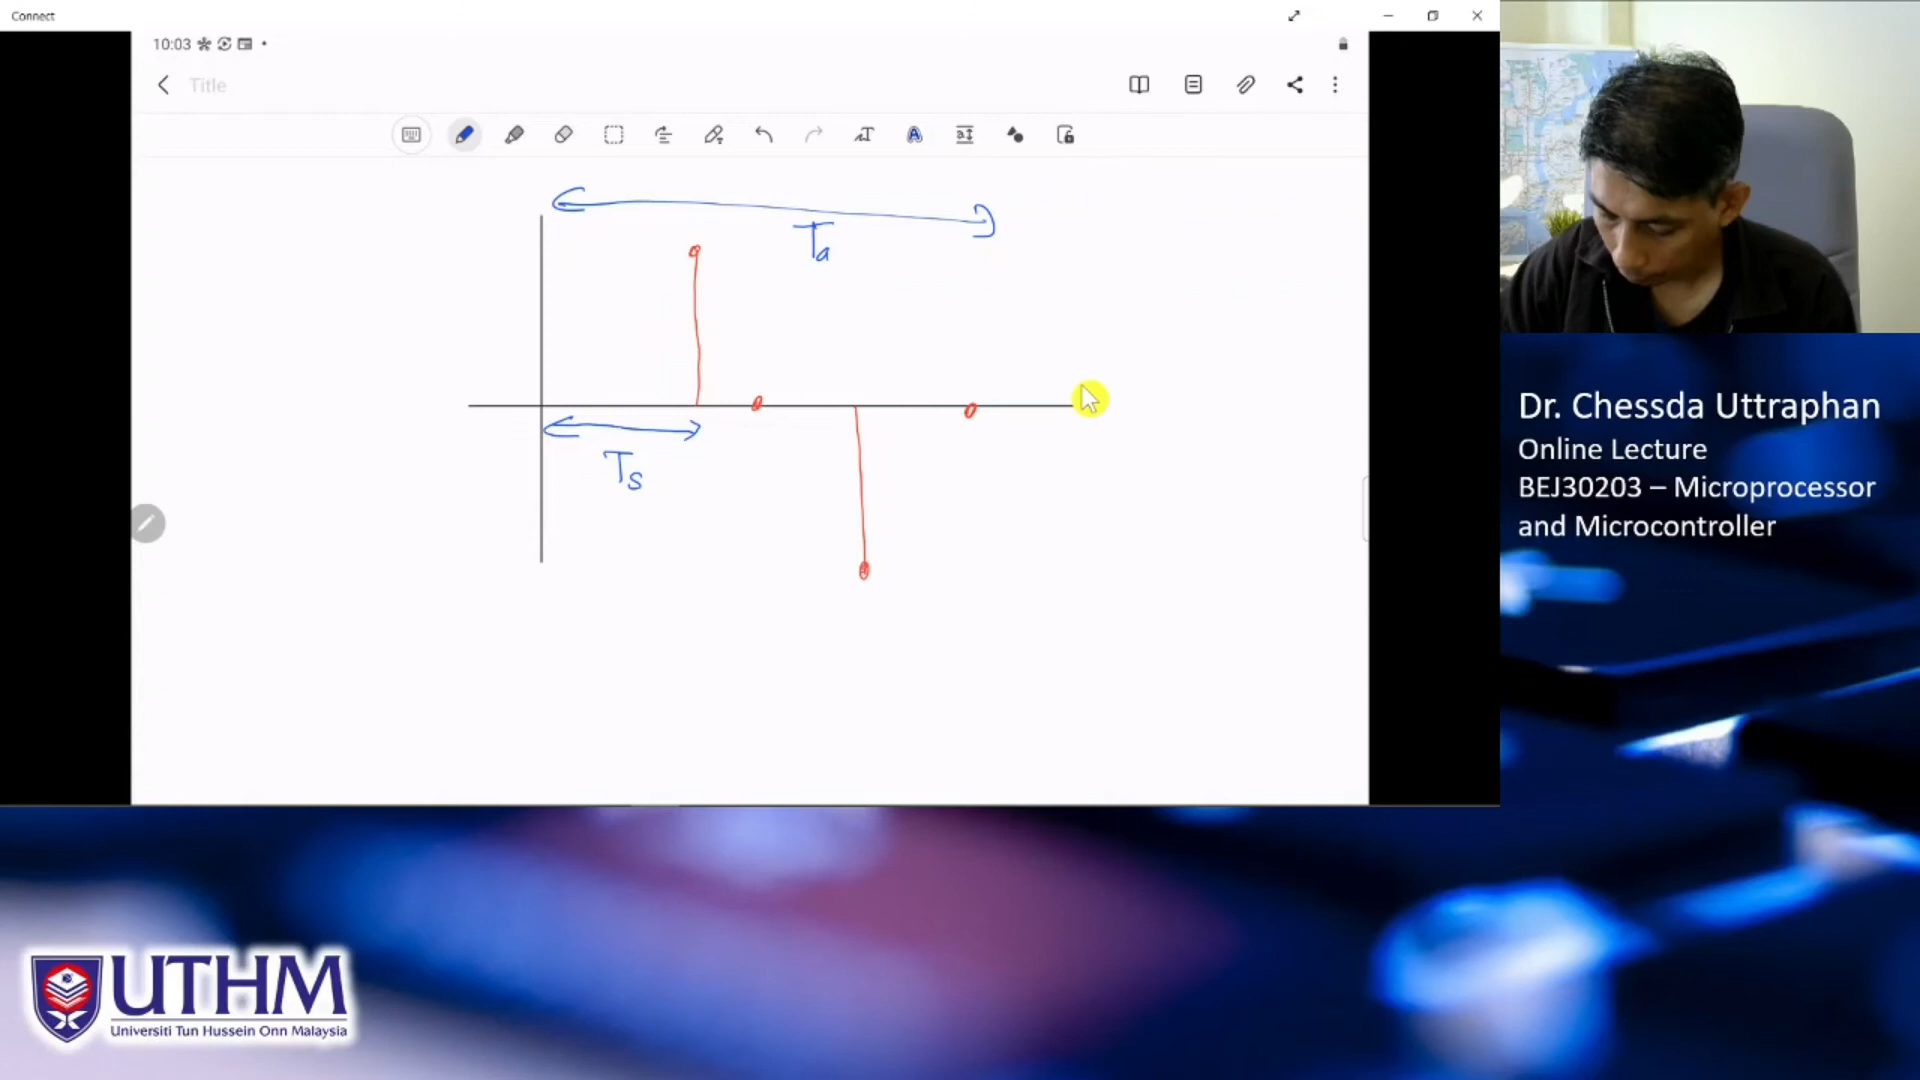 Connect
10:03
Title
Ta
Ts
Dr. Chessda Uttraphan
Online Lecture
BEJ30203 – Microprocessor
and Microcontroller
UTHM
Universiti Tun Hussein Onn Malaysia